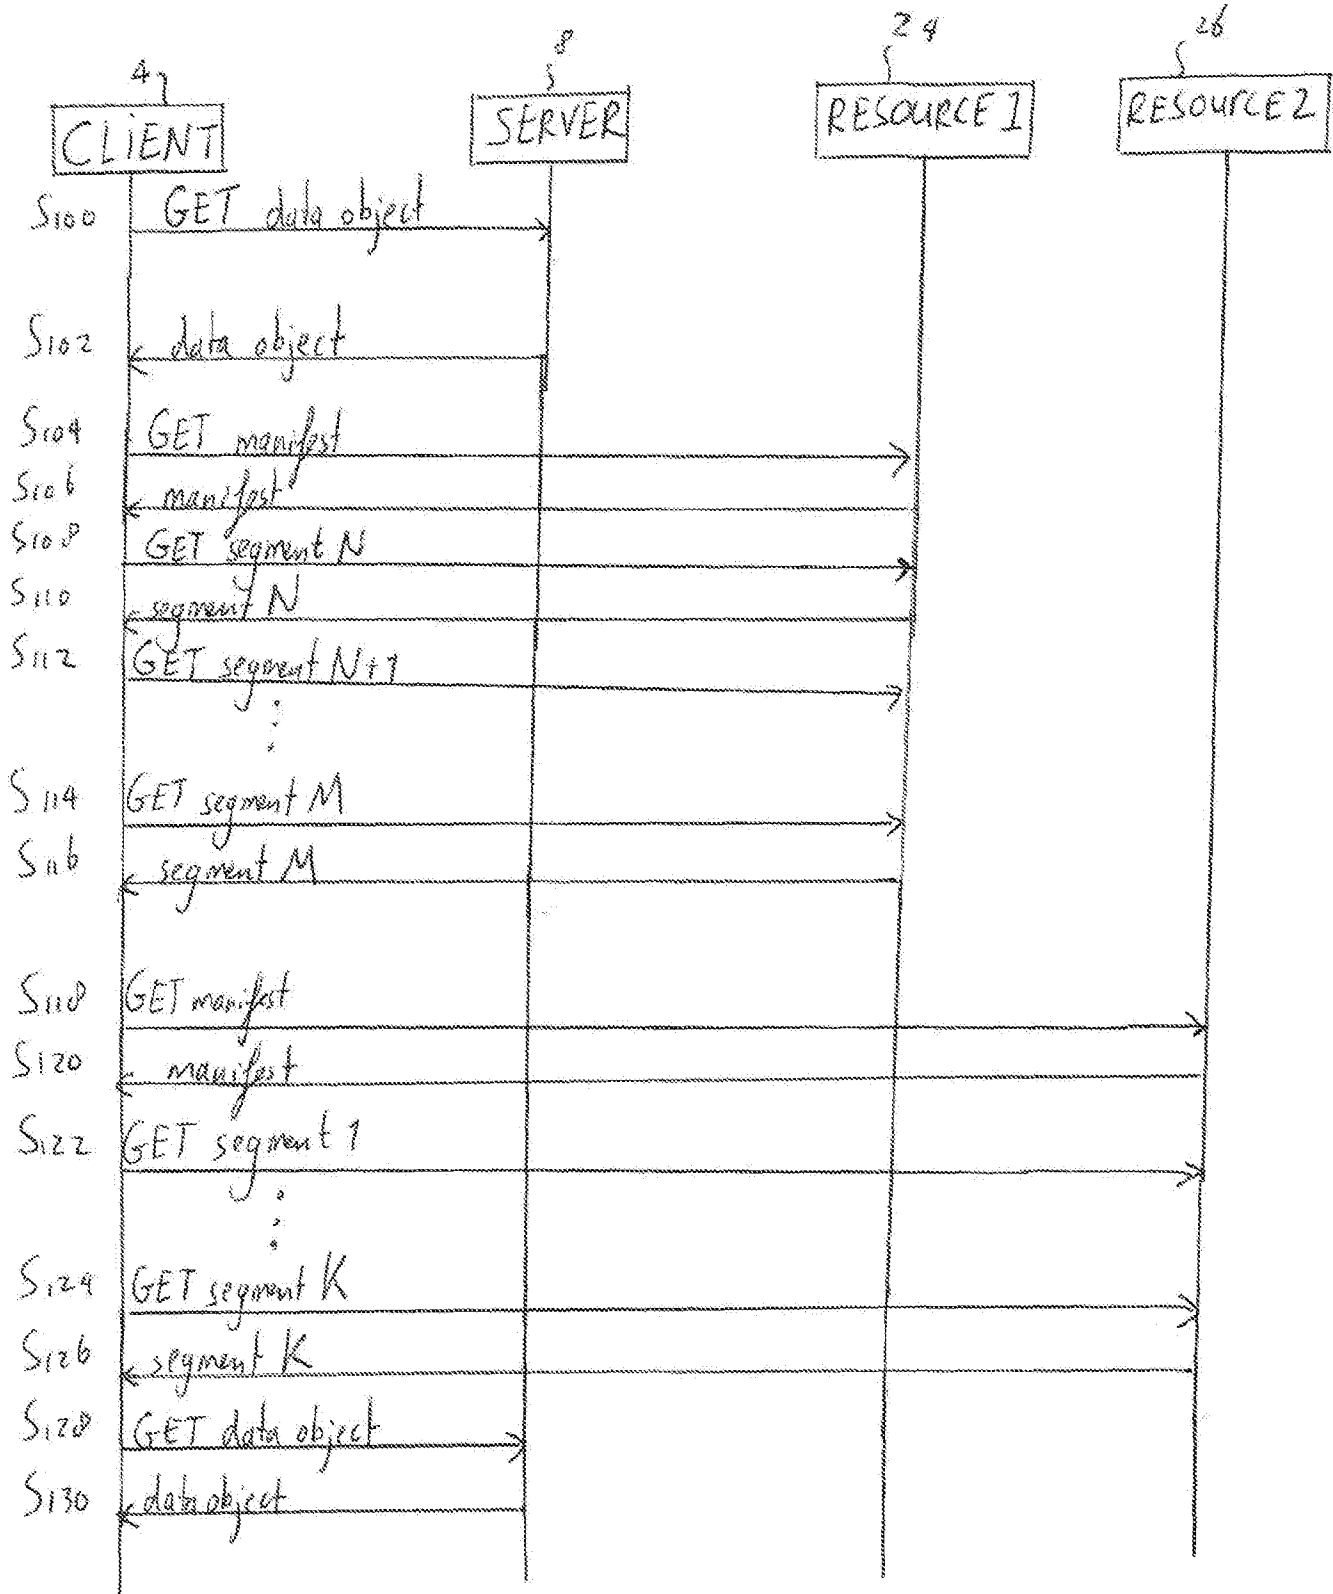 4
8
24
26
CLIENT
SERVER
RESOURCE 1
RESOURCE 2
S100 GET data object
S102 data object
S104 GET manifest
S106 manifest
S108 GET segment N
S110 segment N
S112 GET segment N+1
S114 GET segment M
S116 segment M
S118 GET manifest
S120 manifest
S122 GET segment 1
S124 GET segment K
S126 segment K
S128 GET data object
S130 data object